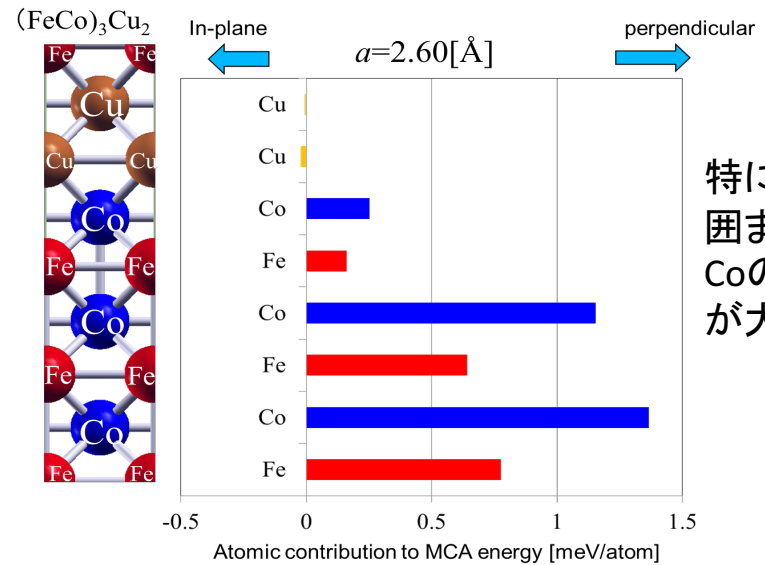 (FeCo)3Cu2
In-plane
a=2.60[Å]
perpendicular
Fe Fe
Cu
Cu Cu
Co
Fe Fe
Co
Fe Fe
Co
Fe Fe
Cu
Cu
Co
Fe
Co
Fe
Co
Fe
-0.5 0 0.5 1 1.5
Atomic contribution to MCA energy [meV/atom]
特に
囲ま
Coの
が大